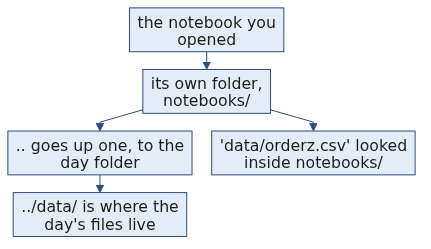 the notebook you
opened
its own folder,
notebooks/
.. goes up one, to the
day folder
'data/orderz.csv' looked
inside notebooks/
../data/ is where the
day's files live